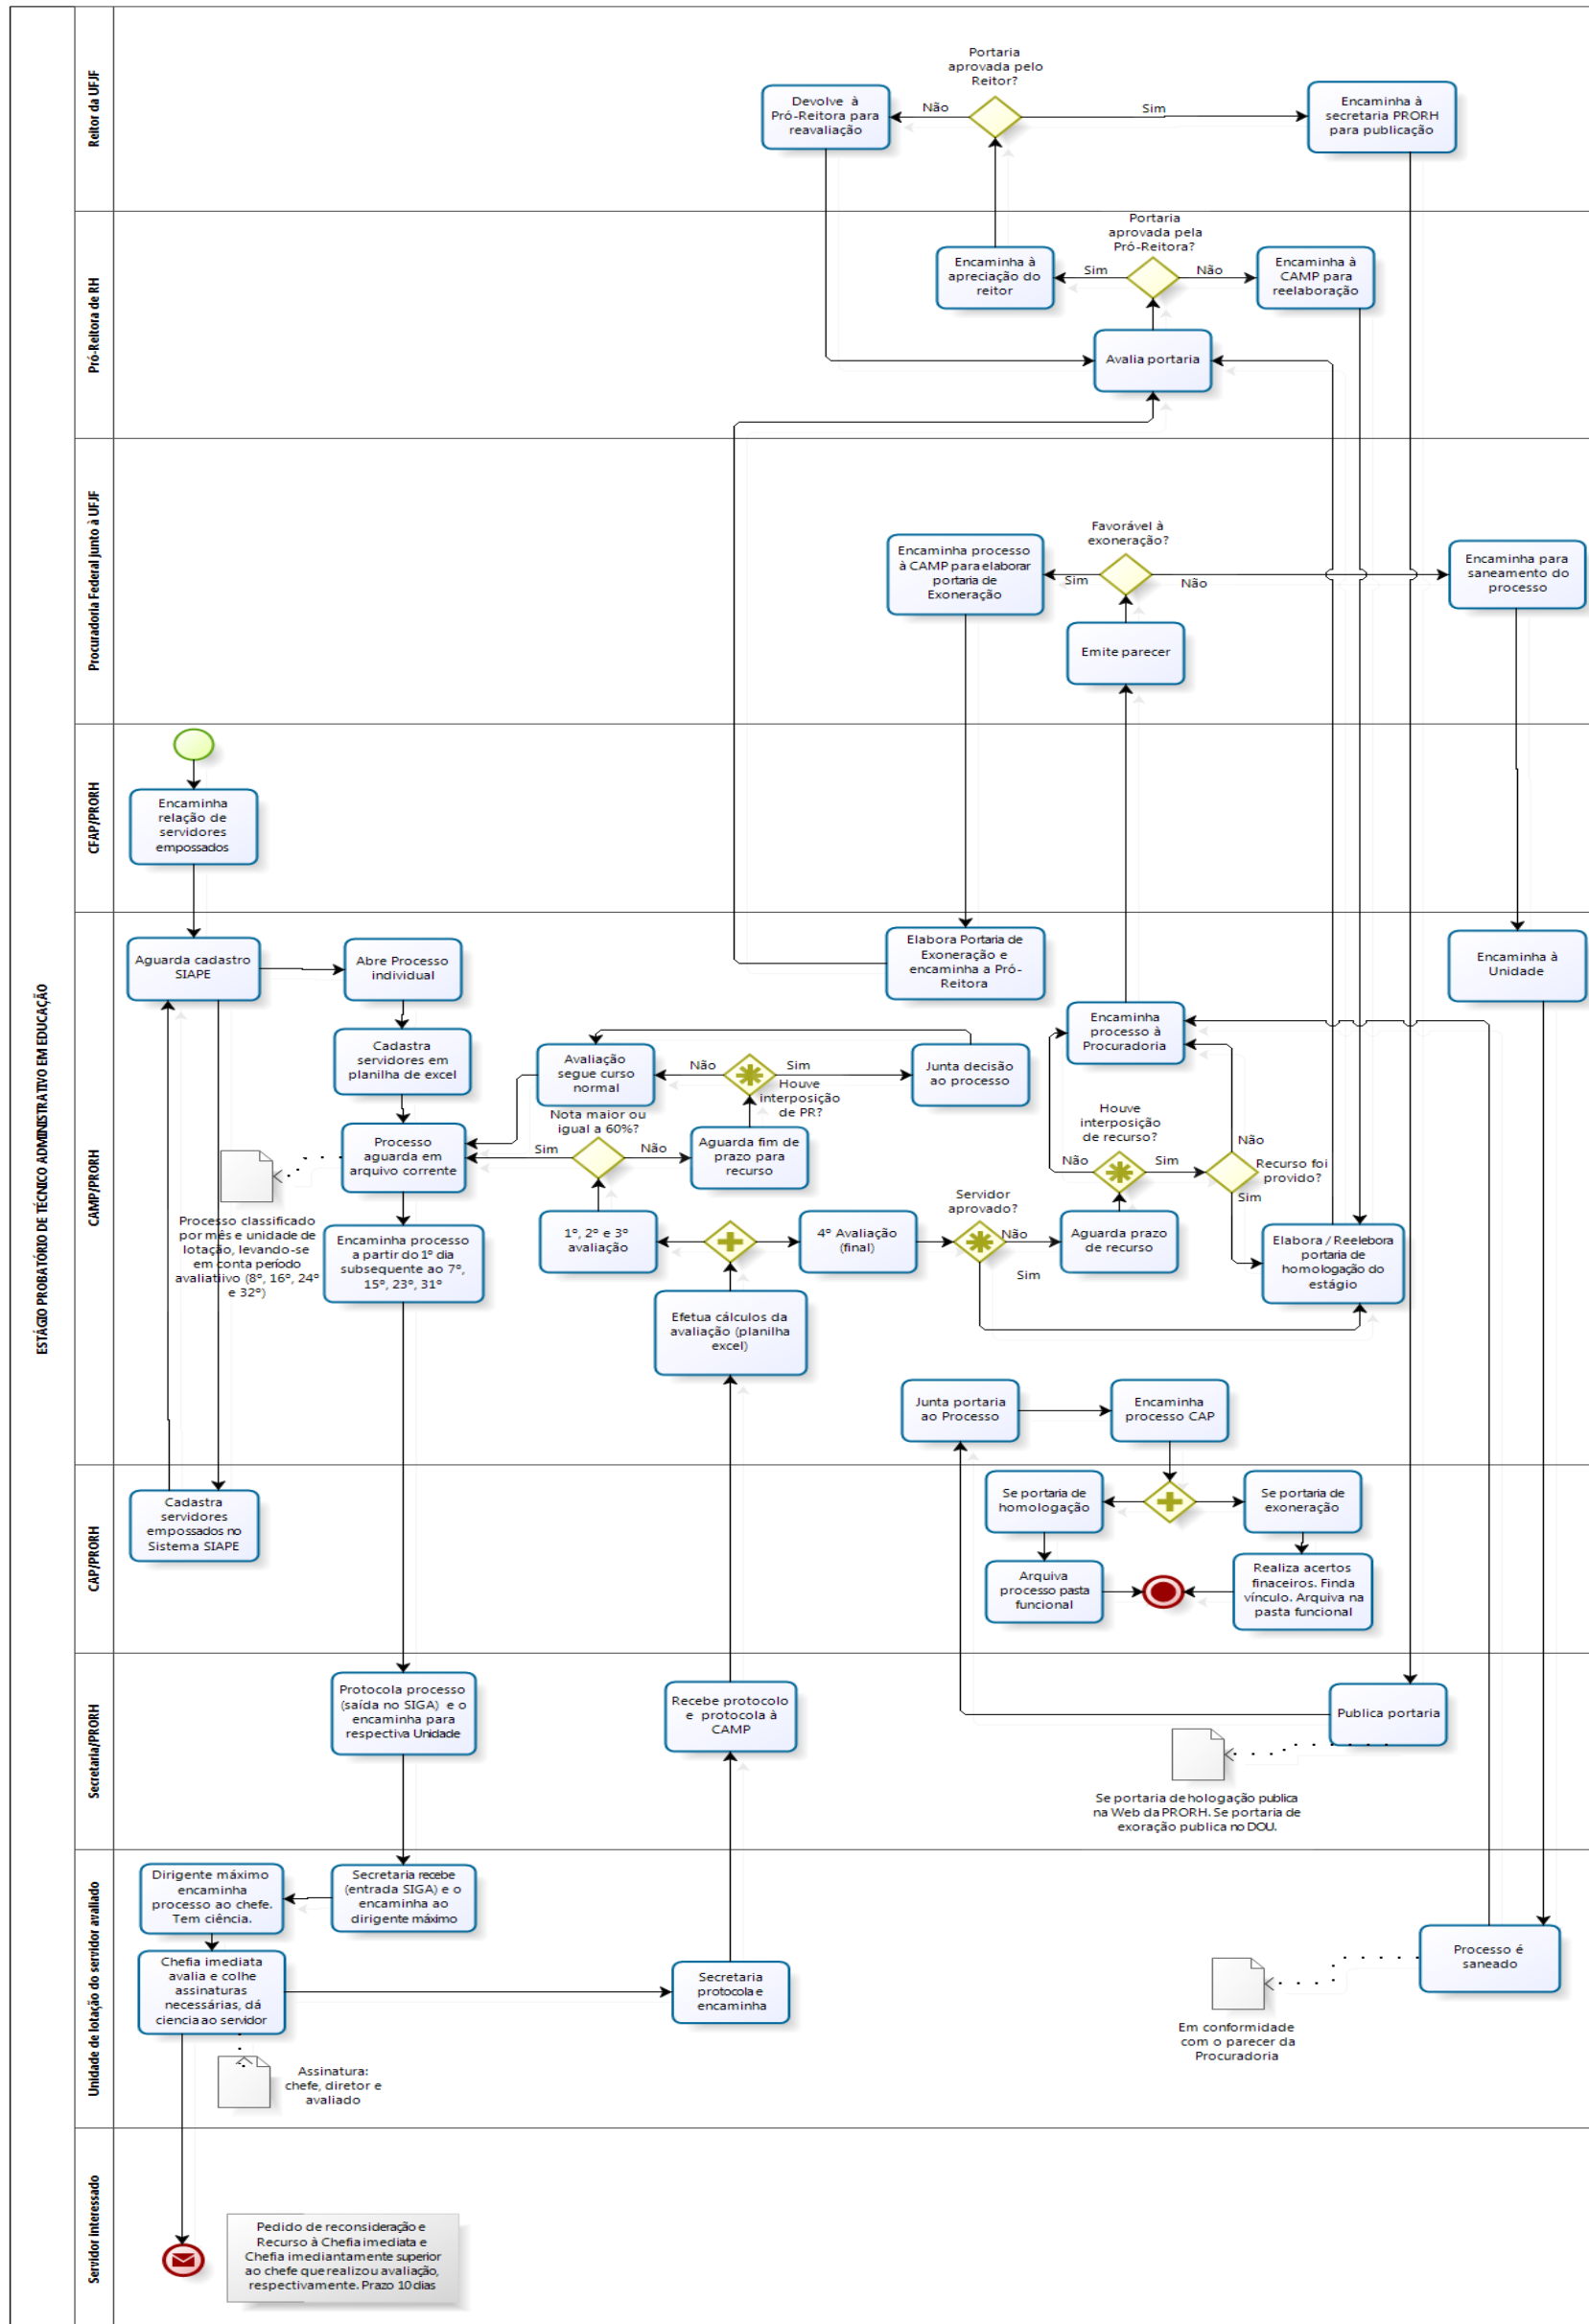 ESTÁGIO PROBATÓRIO DE TÉCNICO ADMINISTRATIVO EM EDUCAÇÃO
Reitor da UFJF
Portaria
aprovada pelo
Reitor?
Devolve à
Pró-Reitora para
reavaliação
Não
Sim
Encaminha à
secretaria PRORH
para publicação
Pró-Reitora de RH
Portaria
aprovada pela
Pró-Reitora?
Encaminha à
apreciação do
reitor
Sim
Não
Encaminha à
CAMP para
reelaboração
Avalia portaria
Procuradoria Federal junto à UFJF
Favorável à
exoneração?
Encaminha processo
à CAMP para elaborar
portaria de
Exoneração
Sim
Não
Encaminha para
saneamento do
processo
Emite parecer
CFAP/PRORH
Encaminha
relação de
servidores
empossados
CAMP/PRORH
Aguarda cadastro
SIAPE
Abre Processo
individual
Elabora Portaria de
Exoneração e
encaminha a Pró-
Reitora
Encaminha à
Unidade
Cadastra
servidores em
planilha de excel
Avaliação
segue curso
normal
Não
Sim
Houve
interposição
de PR?
Junta decisão
ao processo
Encaminha
processo à
Procuradoria
Processo
aguarda em
arquivo corrente
Nota maior ou
igual a 60%?
Sim
Não
Aguarda fim de
prazo para
recurso
Houve
interposição
de recurso?
Não
Sim
Não
Recurso foi
provido?
Sim
Processo classificado
por mês e unidade de
lotação, levando-se
em conta período
avaliatiivo (8º, 16º, 24º
e 32º)
Encaminha processo
a partir do 1º dia
subsequente ao 7º,
15º, 23º, 31º
1º, 2º e 3º
avaliação
4º Avaliação
(final)
Servidor
aprovado?
Não
Sim
Aguarda prazo
de recurso
Elabora / Reelebora
portaria de
homologação do
estágio
Efetua cálculos da
avaliação (planilha
excel)
Junta portaria
ao Processo
Encaminha
processo CAP
CAP/PRORH
Cadastra
servidores
empossados no
Sistema SIAPE
Se portaria de
homologação
Se portaria de
exoneração
Arquiva
processo pasta
funcional
Realiza acertos
finaceiros. Finda
vínculo. Arquiva na
pasta funcional
Secretaria/PRORH
Protocola processo
(saída no SIGA) e o
encaminha para
respectiva Unidade
Recebe protocolo
e protocola à
CAMP
Publica portaria
Se portaria de hologação publica
na Web da PRORH. Se portaria de
exoração publica no DOU.
Unidade de lotação do servidor avaliado
Dirigente máximo
encaminha
processo ao chefe.
Tem ciência.
Secretaria recebe
(entrada SIGA) e o
encaminha ao
dirigente máximo
Chefia imediata
avalia e colhe
assinaturas
necessárias, dá
ciencia ao servidor
Secretaria
protocola e
encaminha
Processo é
saneado
Em conformidade
com o parecer da
Procuradoria
Assinatura:
chefe, diretor e
avaliado
Servidor interessado
Pedido de reconsideração e
Recurso à Chefia imediata e
Chefia imediantamente superior
ao chefe que realizou avaliação,
respectivamente. Prazo 10 dias